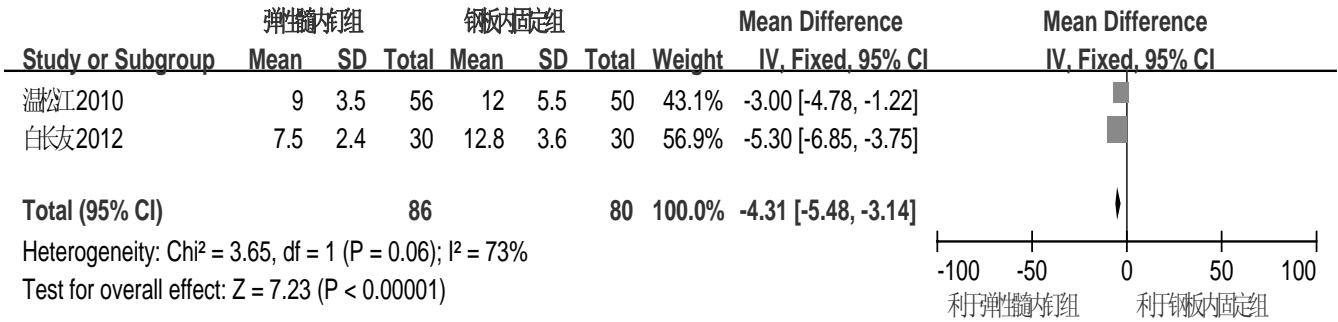 弹性髓内钉组 钢板内固定组 Mean Difference Mean Difference
Study or Subgroup Mean SD Total Mean SD Total Weight IV, Fixed, 95% CI IV, Fixed, 95% CI
温松江2010 9 3.5 56 12 5.5 50 43.1% -3.00 [-4.78, -1.22]
白长友2012 7.5 2.4 30 12.8 3.6 30 56.9% -5.30 [-6.85, -3.75]
Total (95% CI) 86 80 100.0% -4.31 [-5.48, -3.14]
Heterogeneity: Chi² = 3.65, df = 1 (P = 0.06); I² = 73%
Test for overall effect: Z = 7.23 (P < 0.00001)
-100 -50 0 50 100
利于弹性髓内钉组 利于钢板内固定组